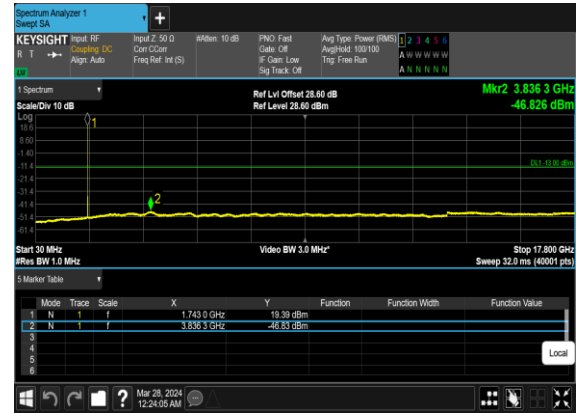 Spectrum Analyzer 1
Swept SA
KEYSIGHT Input: RF Input Z: 50 Ω #Atten: 10 dB PNO: Fast Avg Type: Power (RMS) 1 2 3 4 5 6
R T Coupling: DC Corr CCorr Gate: Off Avg|Hold: 100/100 A W W W W W
Align: Auto Freq Ref: Int (S) IF Gain: Low Trig: Free Run
Sig Track: Off A N N N N N
1 Spectrum Ref Lvl Offset 28.60 dB Mkr2 3.836 3 GHz
Scale/Div 10 dB Ref Level 28.60 dBm -46.826 dBm
Log
18.6
8.60
-1.40
-11.4
-21.4
-31.4
-41.4
-51.4
-61.4
1
DL1 -13.00 dBm
2
Start 30 MHz Video BW 3.0 MHz* Stop 17.800 GHz
#Res BW 1.0 MHz Sweep 32.0 ms (40001 pts)
5 Marker Table
Mode Trace Scale X Y Function Function Width Function Value
1 N 1 f 1.743 0 GHz 19.39 dBm
2 N 1 f 3.836 3 GHz -46.83 dBm
3
4
5
6
Local
Mar 28, 2024
12:24:05 AM